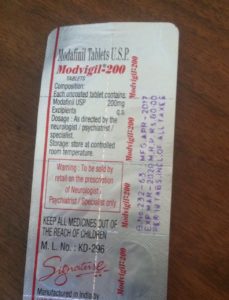 Modafinil Tablets U.S.P.
Modvigil-200
TABLETS
Composition:
Each uncoated tablet contains:
Modafinil USP 200mg
Excipients q.s.
Dosage : As directed by the
neurologist / psychiatrist /
specialist.
Storage: store at controlled
room temperature.
Warning : To be sold by
retail on the prescription
of Neurologist /
Psychiatrist / Specialist only
KEEP ALL MEDICINES OUT OF
THE REACH OF CHILDREN
M. L. No. : KD-296
Signature
Manufactured in India by
Modvigil-200
Modvigil-200
MFG.APR.2017